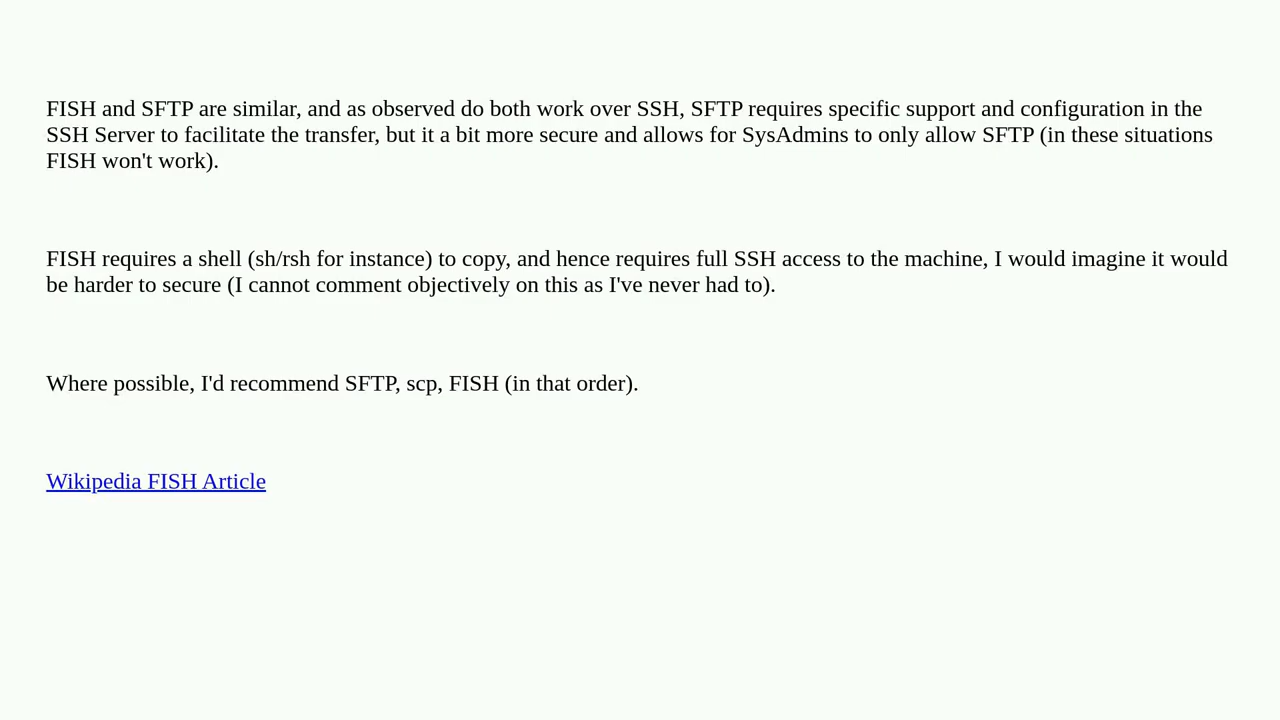 FISH and SFTP are similar, and as observed do both work over SSH, SFTP requires specific support and configuration in the
SSH Server to facilitate the transfer, but it a bit more secure and allows for SysAdmins to only allow SFTP (in these situations
FISH won't work).
FISH requires a shell (sh/rsh for instance) to copy, and hence requires full SSH access to the machine, I would imagine it would
be harder to secure (I cannot comment objectively on this as I've never had to).
Where possible, I'd recommend SFTP, scp, FISH (in that order).
Wikipedia FISH Article